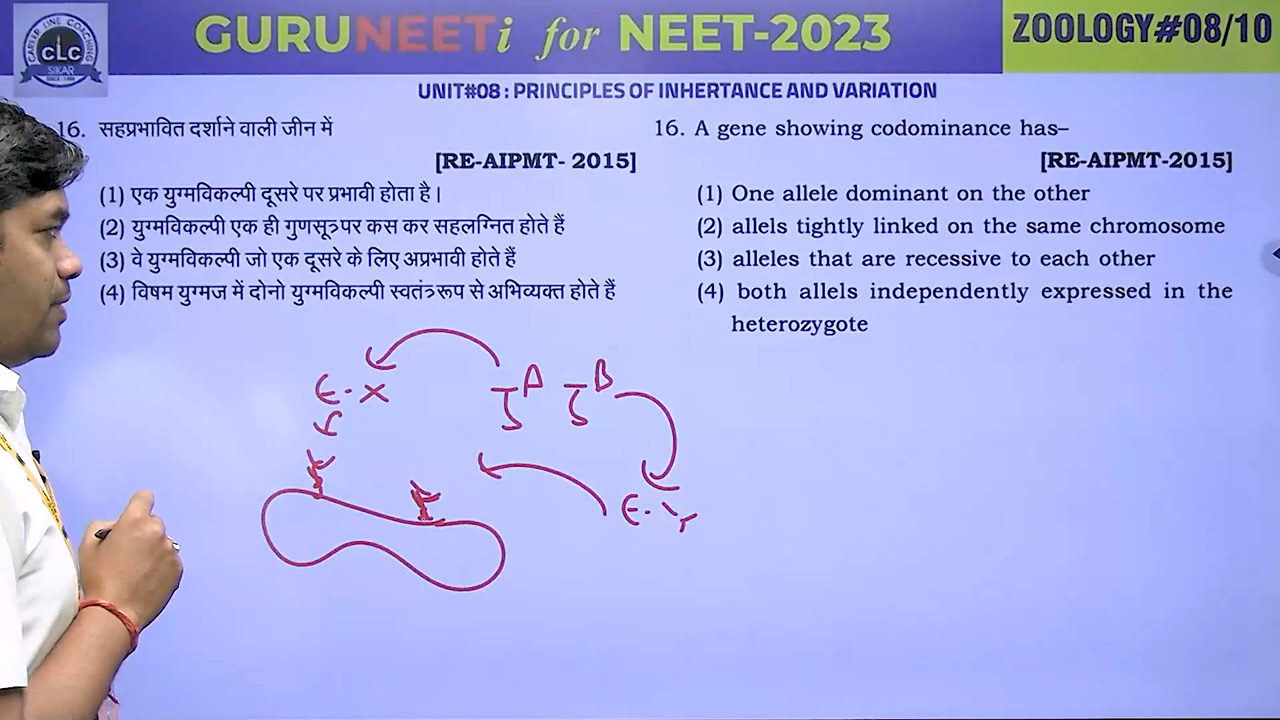 GURUNEETi for NEET-2023
ZOOLOGY#08/10
CAREER LINE COACHING
CLC
SIKAR
UNIT#08 : PRINCIPLES OF INHERTANCE AND VARIATION
16. सहप्रभावित दर्शाने वाली जीन में
[RE-AIPMT- 2015]
(1) एक युग्मविकल्पी दूसरे पर प्रभावी होता है।
(2) युग्मविकल्पी एक ही गुणसूत्र पर कस कर सहलग्नित होते हैं
(3) वे युग्मविकल्पी जो एक दूसरे के लिए अप्रभावी होते हैं
(4) विषम युग्मज में दोनो युग्मविकल्पी स्वतंत्र रूप से अभिव्यक्त होते हैं
16. A gene showing codominance has–
[RE-AIPMT-2015]
(1) One allele dominant on the other
(2) allels tightly linked on the same chromosome
(3) alleles that are recessive to each other
(4) both allels independently expressed in the
heterozygote
E-X
I^A I^B
E-Y